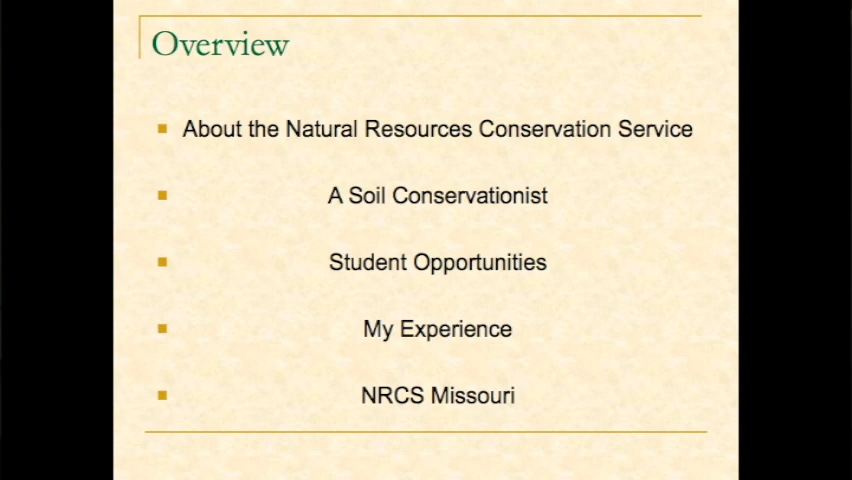 Overview
About the Natural Resources Conservation Service
A Soil Conservationist
Student Opportunities
My Experience
NRCS Missouri